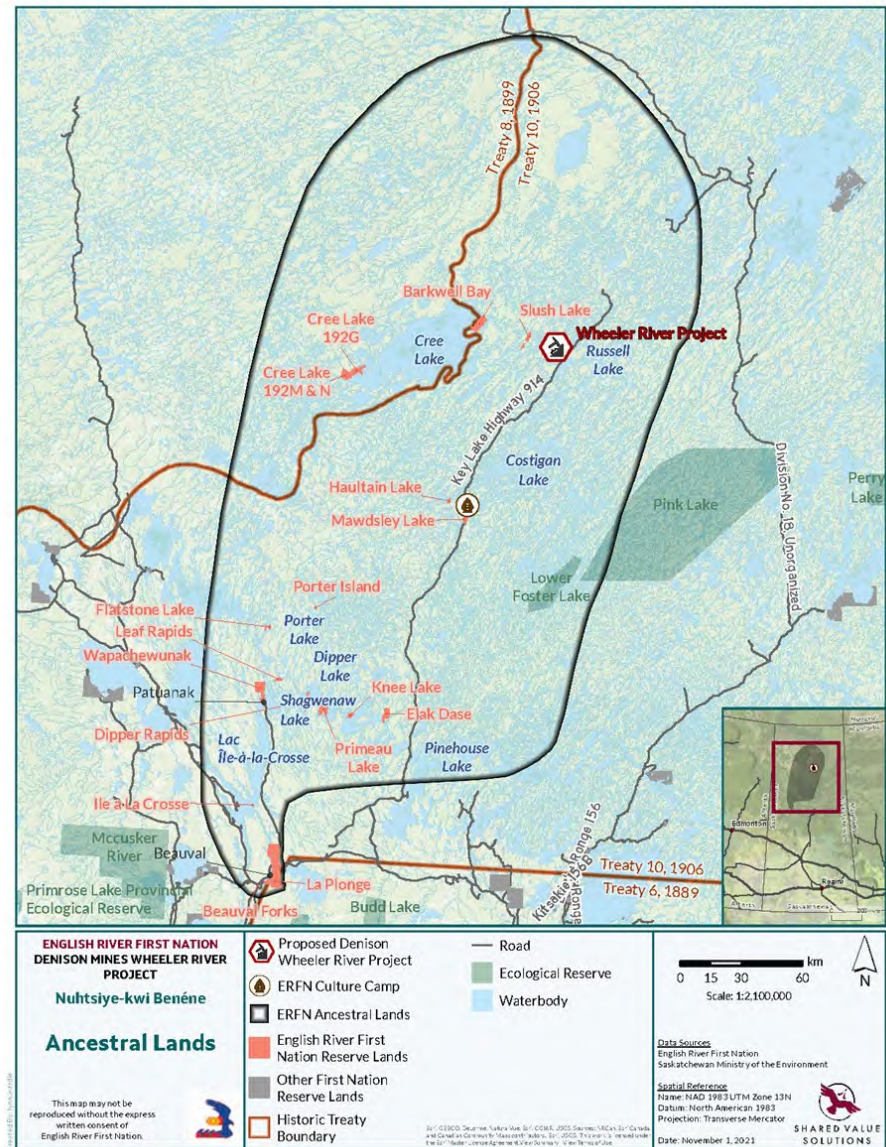 Treaty 8, 1899
Treaty 10, 1906
Barkwell Bay
Slush Lake
Cree Lake
192G
Cree
Lake
Wheeler River Project
Russell
Lake
Cree Lake
192M & N
Key Lake Highway 914
Costigan
Lake
Haultain Lake
Mawdsley Lake
Pink Lake
Perry
Lake
Division No. 18, Unorganized
Lower
Foster Lake
Porter Island
Flatstone Lake
Porter
Lake
Leaf Rapids
Wapachewunak
Dipper
Lake
Patuanak
Shagwenaw
Lake
Knee Lake
Elak Dase
Dipper Rapids
Primeau
Lake
Lac
Île-à-la-Crosse
Pinehouse
Lake
Ile à La Crosse
Mccusker
River
Beauval
Treaty 10, 1906
Treaty 6, 1889
La Plonge
Primrose Lake Provincial
Ecological Reserve
Beauval Forks
Budd Lake
Edmonton
Regina
ENGLISH RIVER FIRST NATION
DENISON MINES WHEELER RIVER
PROJECT
Nuhtsiye-kwi Benéne
Ancestral Lands
This map may not be
reproduced without the express
written consent of
English River First Nation.
Proposed Denison
Wheeler River Project
ERFN Culture Camp
ERFN Ancestral Lands
English River First
Nation Reserve Lands
Other First Nation
Reserve Lands
Historic Treaty
Boundary
Road
Ecological Reserve
Waterbody
km
0 15 30 60
Scale: 1:2,100,000
N
Data Sources
English River First Nation
Saskatchewan Ministry of the Environment
Spatial Reference
Name: NAD 1983 UTM Zone 13N
Datum: North American 1983
Projection: Transverse Mercator
Date: November 1, 2021
SHARED VALUE
SOLUTIONS